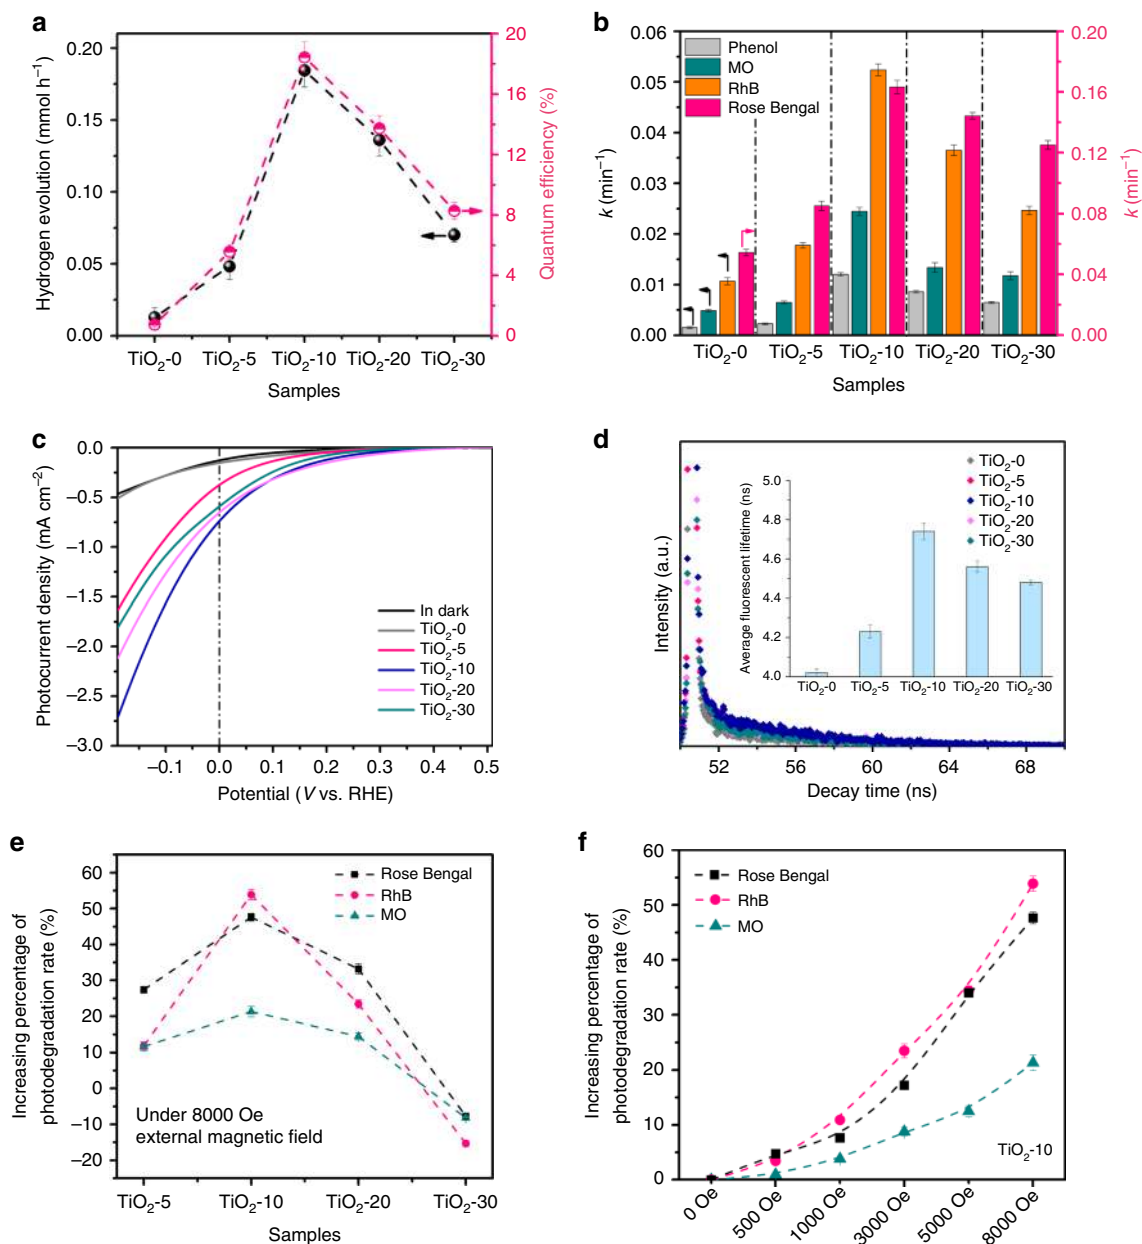 a
Hydrogen evolution (mmol h⁻¹)
0.20
0.15
0.10
0.05
0.00
20
16
12
8
4
0
Quantum efficiency (%)
TiO₂-0 TiO₂-5 TiO₂-10 TiO₂-20 TiO₂-30
Samples
b
k (min⁻¹)
0.06
0.05
0.04
0.03
0.02
0.01
0.00
Phenol
MO
RhB
Rose Bengal
0.20
0.16
0.12
0.08
0.04
0.00
k (min⁻¹)
TiO₂-0 TiO₂-5 TiO₂-10 TiO₂-20 TiO₂-30
Samples
c
Photocurrent density (mA cm⁻²)
0.0
−0.5
−1.0
−1.5
−2.0
−2.5
−3.0
In dark
TiO₂-0
TiO₂-5
TiO₂-10
TiO₂-20
TiO₂-30
−0.1 0.0 0.1 0.2 0.3 0.4 0.5
Potential (V vs. RHE)
d
Intensity (a.u.)
TiO₂-0
TiO₂-5
TiO₂-10
TiO₂-20
TiO₂-30
Average fluorescent lifetime (ns)
5.0
4.8
4.6
4.4
4.2
4.0
TiO₂-0 TiO₂-5 TiO₂-10 TiO₂-20 TiO₂-30
52 56 60 64 68
Decay time (ns)
e
Increasing percentage of
photodegradation rate (%)
60
50
40
30
20
10
0
−10
−20
Rose Bengal
RhB
MO
Under 8000 Oe
external magnetic field
TiO₂-5 TiO₂-10 TiO₂-20 TiO₂-30
Samples
f
Increasing percentage of
photodegradation rate (%)
60
50
40
30
20
10
0
Rose Bengal
RhB
MO
TiO₂-10
0 Oe 500 Oe 1000 Oe 3000 Oe 5000 Oe 8000 Oe